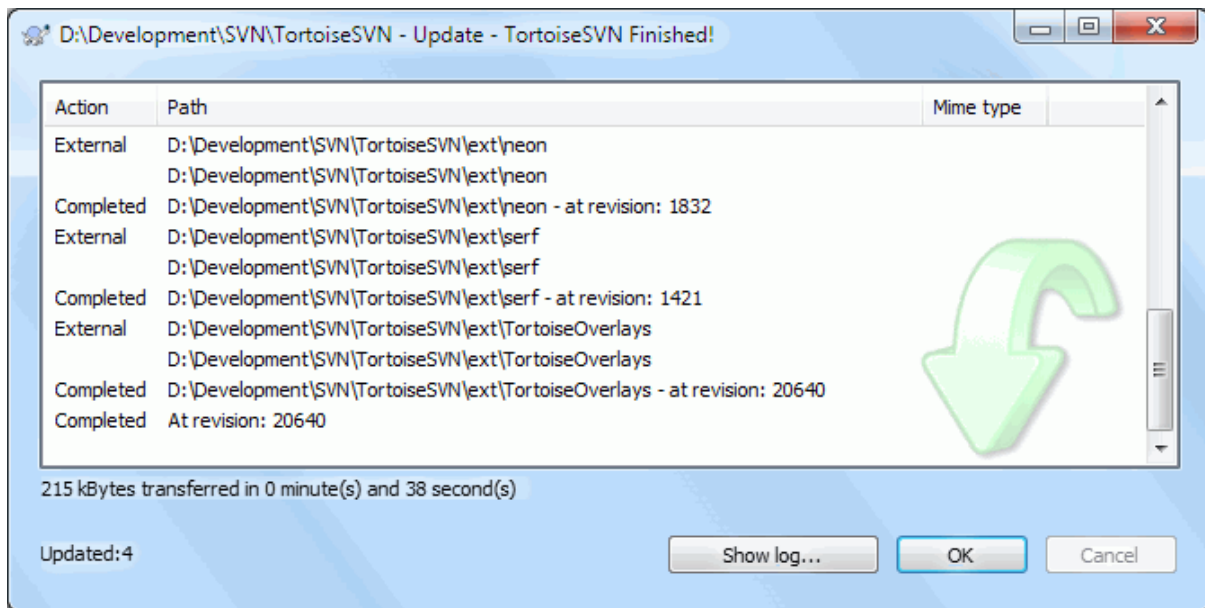 D:\Development\SVN\TortoiseSVN - Update - TortoiseSVN Finished!
Action Path Mime type
External D:\Development\SVN\TortoiseSVN\ext\neon
D:\Development\SVN\TortoiseSVN\ext\neon
Completed D:\Development\SVN\TortoiseSVN\ext\neon - at revision: 1832
External D:\Development\SVN\TortoiseSVN\ext\serf
D:\Development\SVN\TortoiseSVN\ext\serf
Completed D:\Development\SVN\TortoiseSVN\ext\serf - at revision: 1421
External D:\Development\SVN\TortoiseSVN\ext\TortoiseOverlays
D:\Development\SVN\TortoiseSVN\ext\TortoiseOverlays
Completed D:\Development\SVN\TortoiseSVN\ext\TortoiseOverlays - at revision: 20640
Completed At revision: 20640
215 kBytes transferred in 0 minute(s) and 38 second(s)
Updated:4
Show log...
OK
Cancel